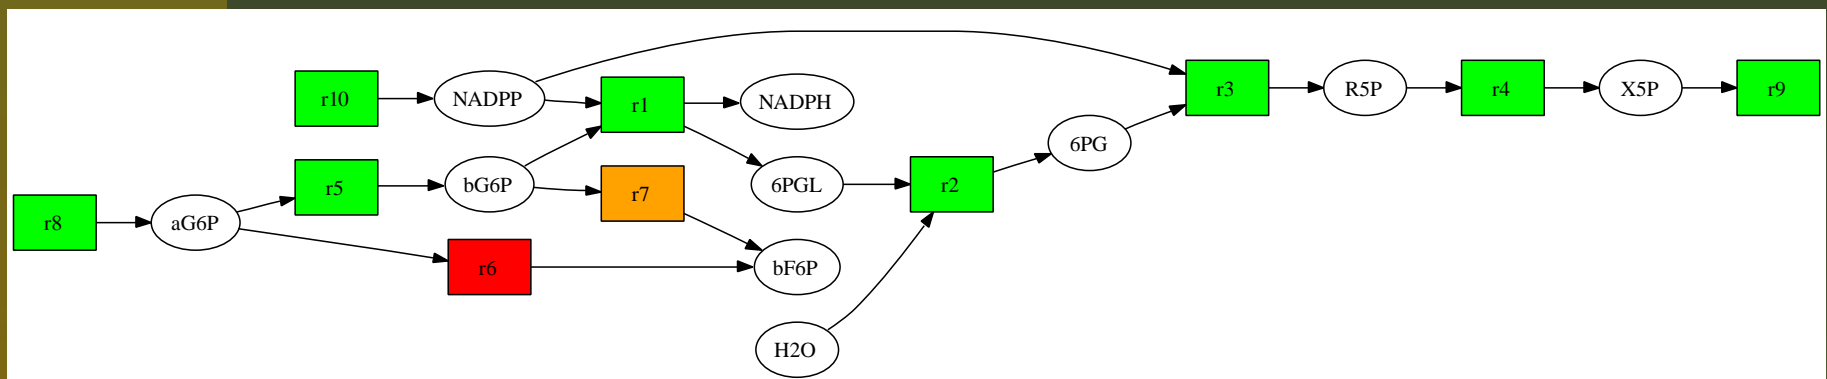 r10
NADPP
r1
NADPH
r3
R5P
r4
X5P
r9
6PG
r8
aG6P
r5
bG6P
r7
6PGL
r2
r6
bF6P
H2O